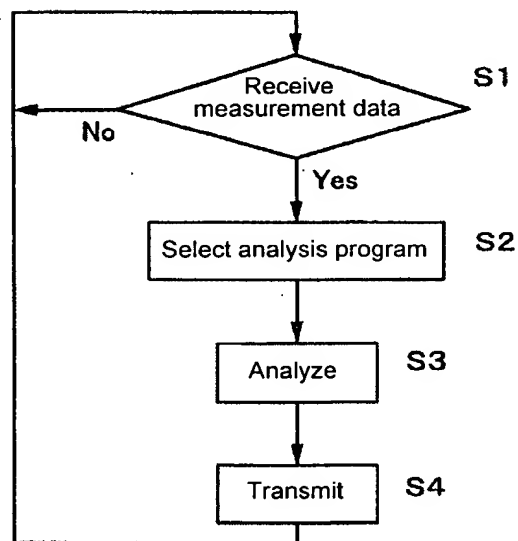 Receive
measurement data
S1
No
Yes
Select analysis program
S2
Analyze
S3
Transmit
S4